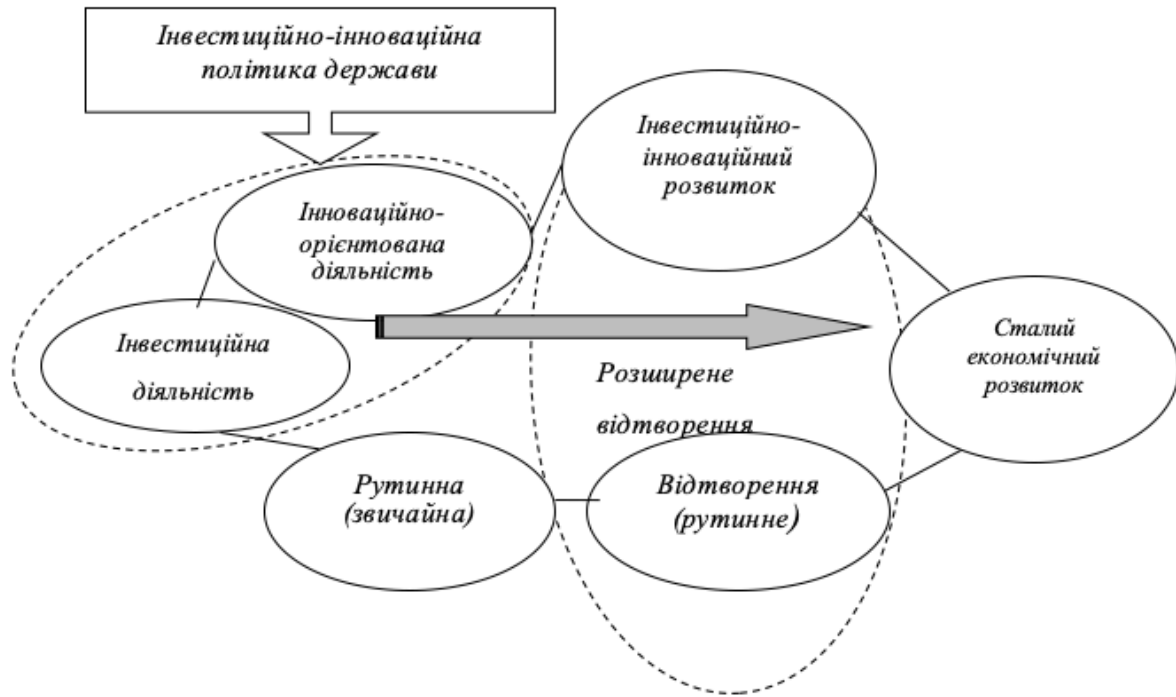 Інвестиційно-інноваційна
політика держави
Інвестиційно-
інноваційний
розвиток
Інноваційно-
орієнтована
діяльність
Інвестиційна
діяльність
Розширене
відтворення
Сталий
економічний
розвиток
Рутинна
(звичайна)
Відтворення
(рутинне)